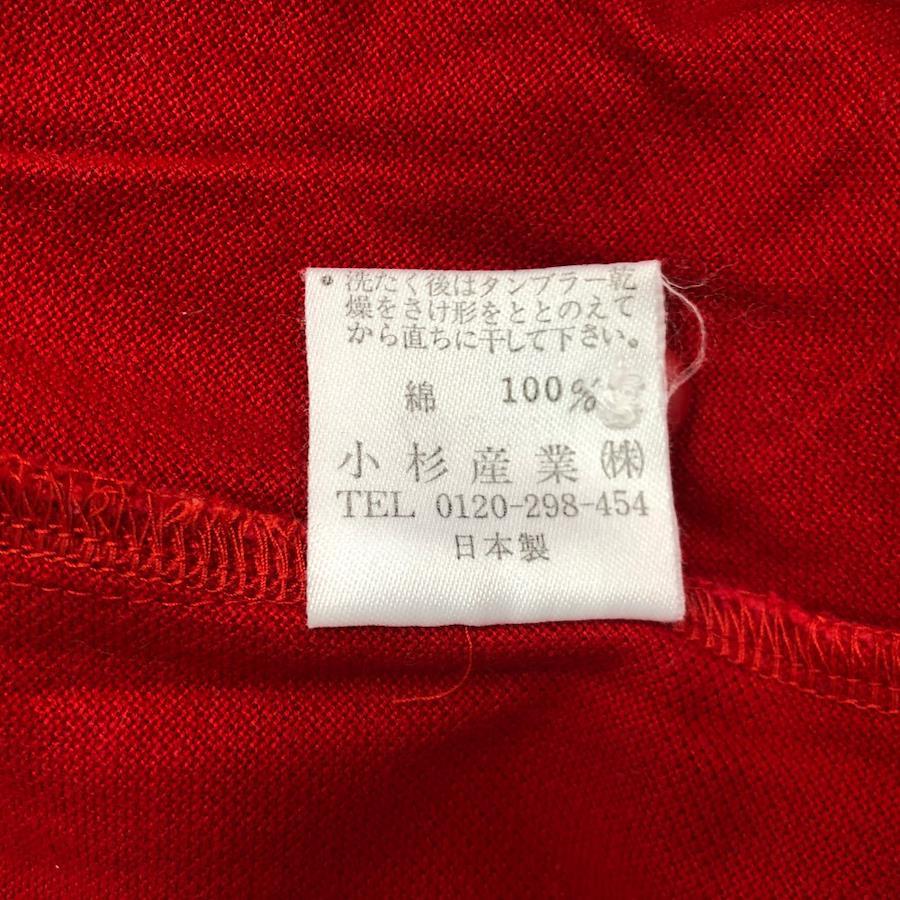 ・洗たく後はタンブラー乾
燥をさけ形をととのえて
から直ちに干して下さい。
綿 100%
小杉産業㈱
TEL 0120-298-454
日本製